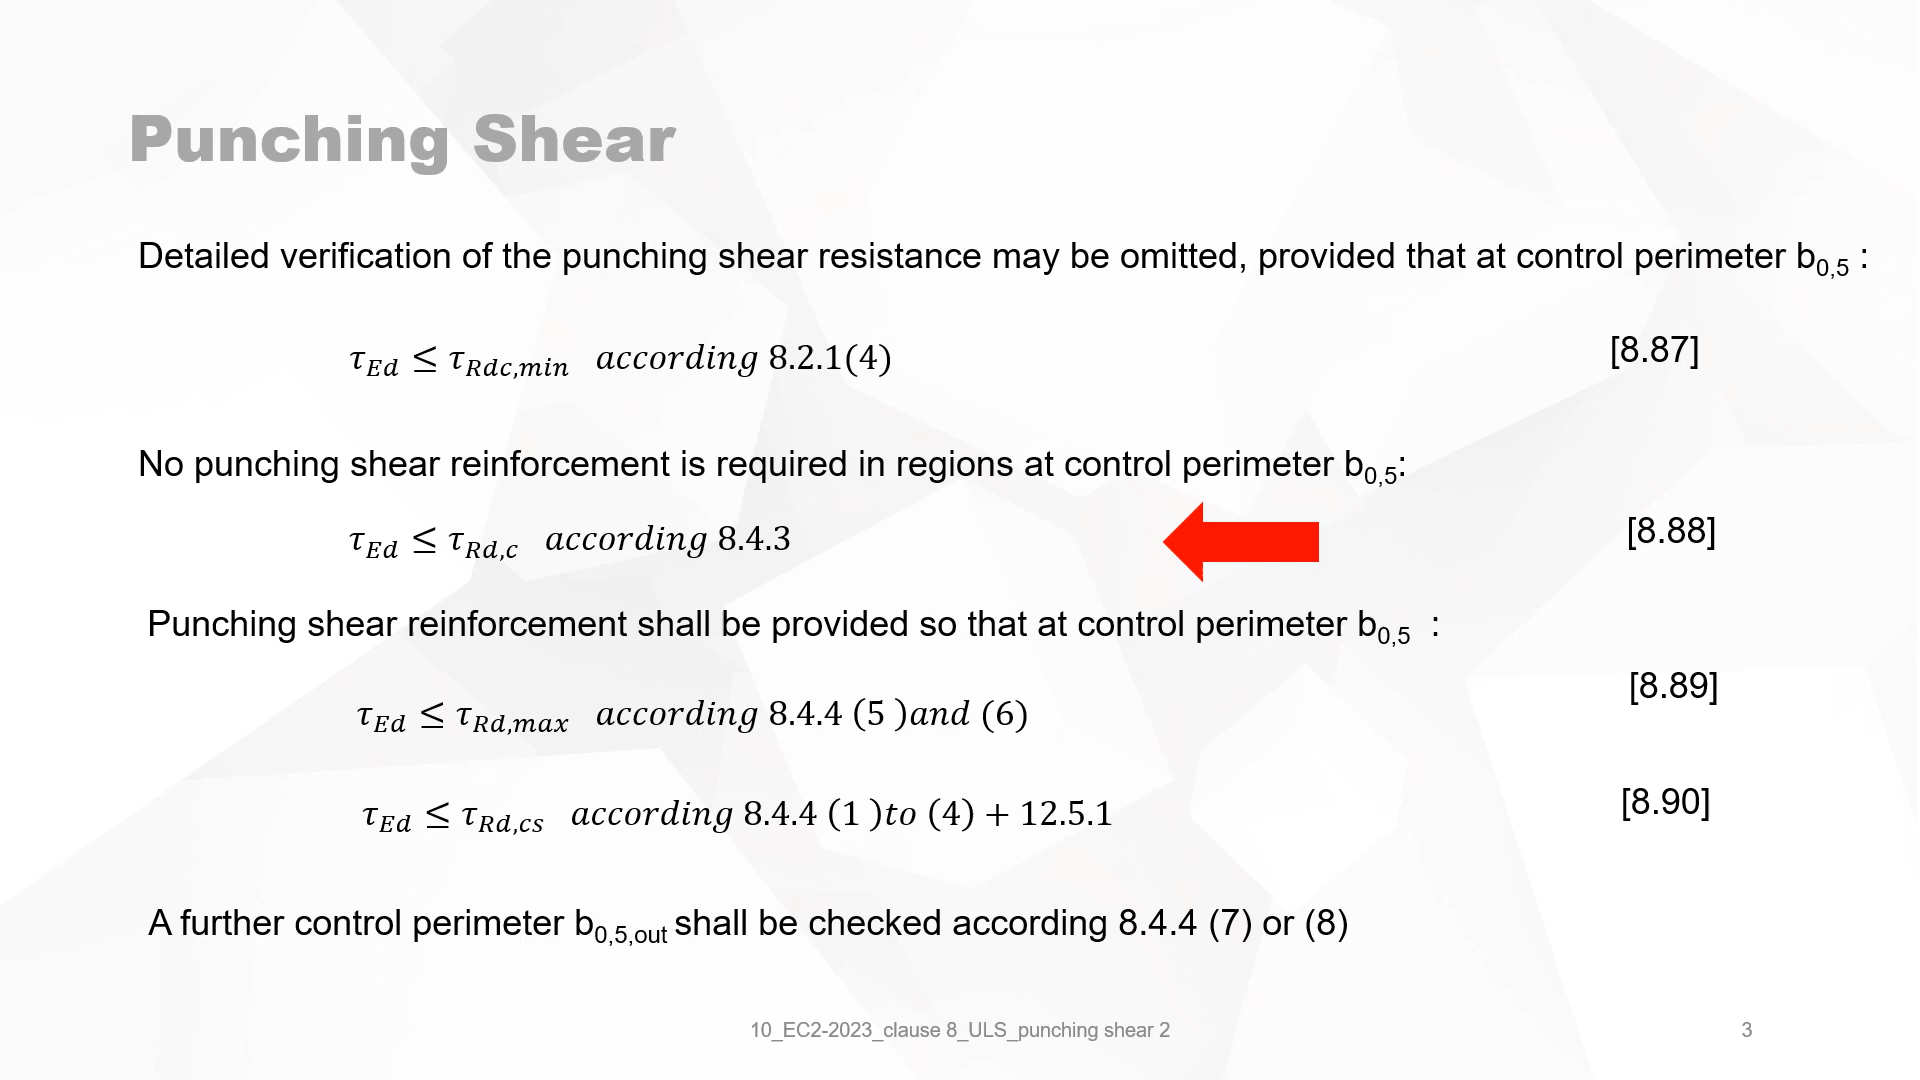 Punching Shear
Detailed verification of the punching shear resistance may be omitted, provided that at control perimeter b0,5 :
τEd ≤ τRdc,min according 8.2.1(4) [8.87]
No punching shear reinforcement is required in regions at control perimeter b0,5:
τEd ≤ τRd,c according 8.4.3 [8.88]
Punching shear reinforcement shall be provided so that at control perimeter b0,5 :
τEd ≤ τRd,max according 8.4.4 (5 )and (6) [8.89]
τEd ≤ τRd,cs according 8.4.4 (1 )to (4) + 12.5.1 [8.90]
A further control perimeter b0,5,out shall be checked according 8.4.4 (7) or (8)
10_EC2-2023_clause 8_ULS_punching shear 2 3